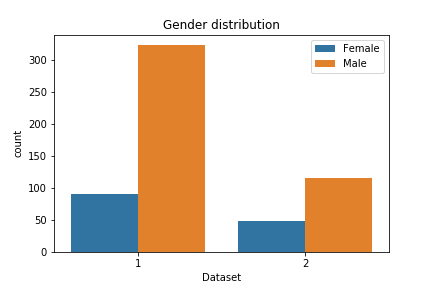 Gender distribution
Female
Male
300
250
200
150
100
50
0
count
1
2
Dataset